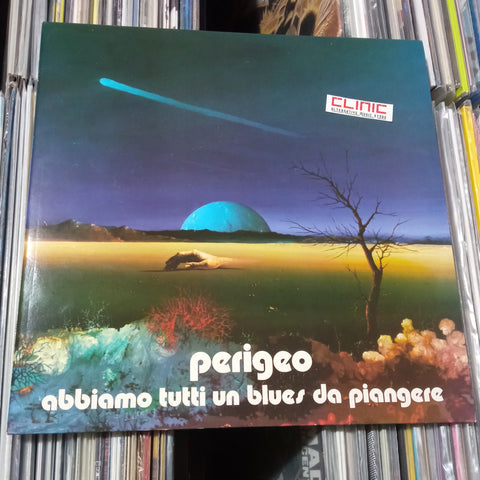 CLINIC
ALTERNATIVE MUSIC STORE
perigeo
abbiamo tutti un blues da piangere